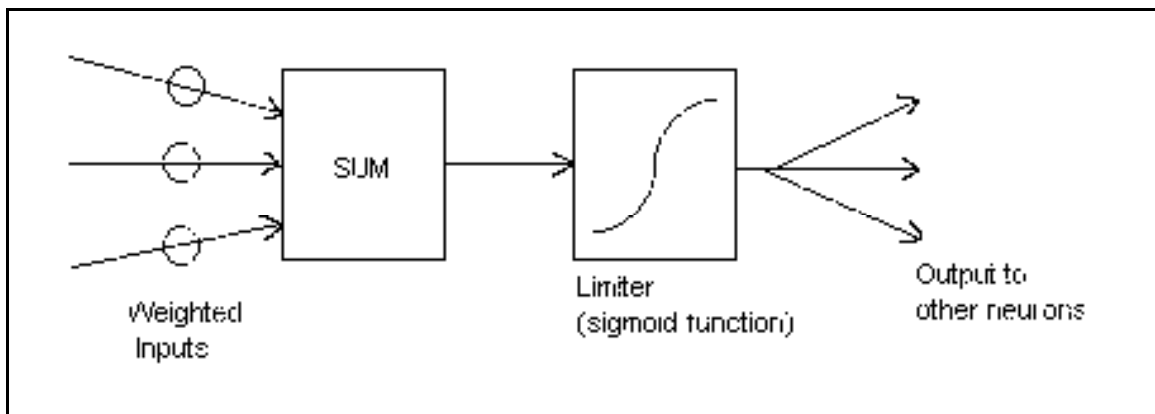 SUM
Weighted
Inputs
Limiter
(sigmoid function)
Output to
other neurons